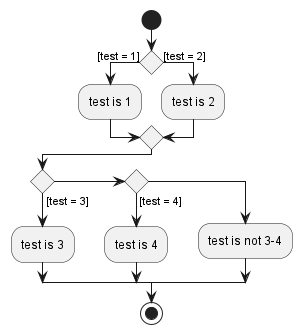 [test = 1]
[test = 2]
test is 1
test is 2
[test = 3]
[test = 4]
test is 3
test is 4
test is not 3-4